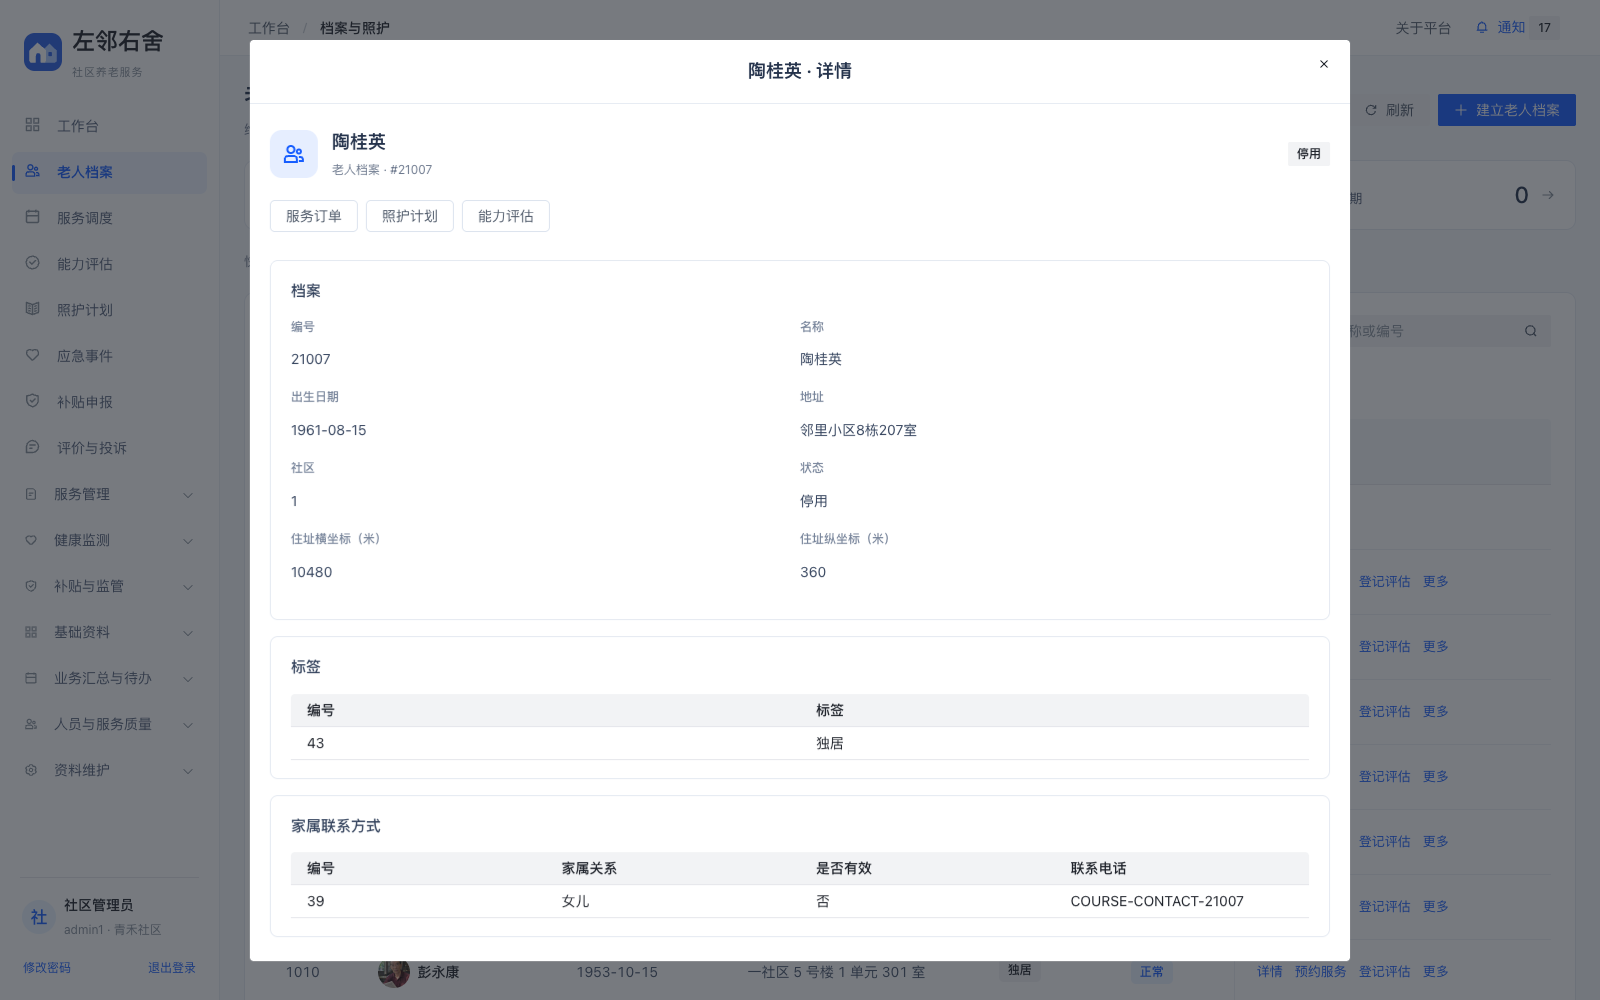 左邻右舍
社区养老服务
工作台
老人档案
服务调度
能力评估
照护计划
应急事件
补贴申报
评价与投诉
服务管理
健康监测
补贴与监管
基础资料
业务汇总与待办
人员与服务质量
资料维护
社 社区管理员
admin1 · 青禾社区
修改密码 退出登录
工作台 / 档案与照护
关于平台 通知 17
刷新 建立老人档案
期 0
称或编号
陶桂英 · 详情
陶桂英
老人档案 · #21007
停用
服务订单 照护计划 能力评估
档案
编号 名称
21007 陶桂英
出生日期 地址
1961-08-15 邻里小区8栋207室
社区 状态
1 停用
住址横坐标（米） 住址纵坐标（米）
10480 360
标签
编号 标签
43 独居
家属联系方式
编号 家属关系 是否有效 联系电话
39 女儿 否 COURSE-CONTACT-21007
登记评估 更多
登记评估 更多
登记评估 更多
登记评估 更多
登记评估 更多
登记评估 更多
1010 彭永康 1953-10-15 一社区 5 号楼 1 单元 301 室 独居 正常 详情 预约服务 登记评估 更多